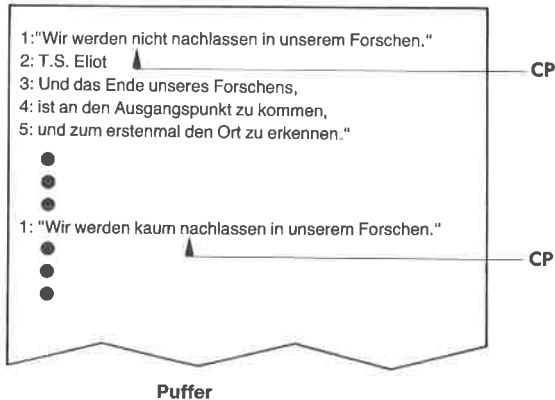 1:"Wir werden nicht nachlassen in unserem Forschen."
2: T.S. Eliot
CP
3: Und das Ende unseres Forschens,
4: ist an den Ausgangspunkt zu kommen,
5: und zum erstenmal den Ort zu erkennen."
1: "Wir werden kaum nachlassen in unserem Forschen."
CP
Puffer